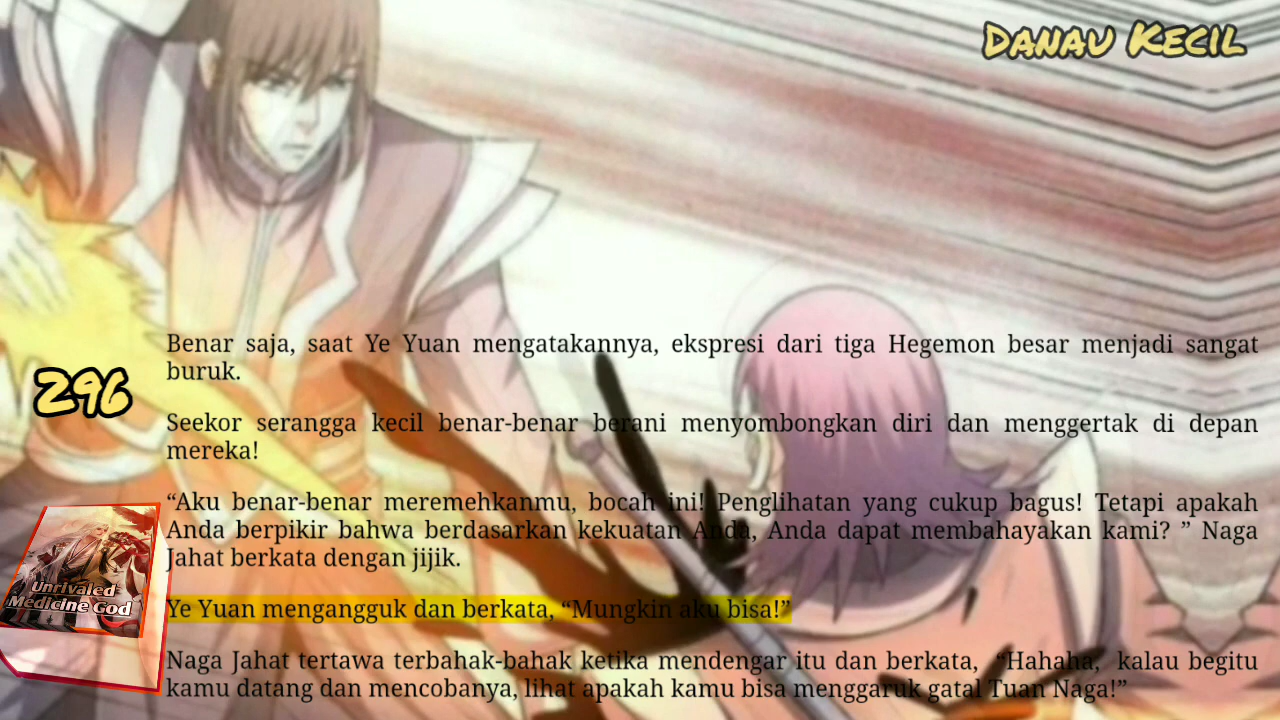 Danau Kecil
Benar saja, saat Ye Yuan mengatakannya, ekspresi dari tiga Hegemon besar menjadi sangat
buruk.
296
Seekor serangga kecil benar-benar berani menyombongkan diri dan menggertak di depan
mereka!
“Aku benar-benar meremehkanmu, bocah ini! Penglihatan yang cukup bagus! Tetapi apakah
Anda berpikir bahwa berdasarkan kekuatan Anda, Anda dapat membahayakan kami? ” Naga
Jahat berkata dengan jijik.
Unrivaled
Medicine God
Ye Yuan mengangguk dan berkata, “Mungkin aku bisa!”
Naga Jahat tertawa terbahak-bahak ketika mendengar itu dan berkata, “Hahaha, kalau begitu
kamu datang dan mencobanya, lihat apakah kamu bisa menggaruk gatal Tuan Naga!”